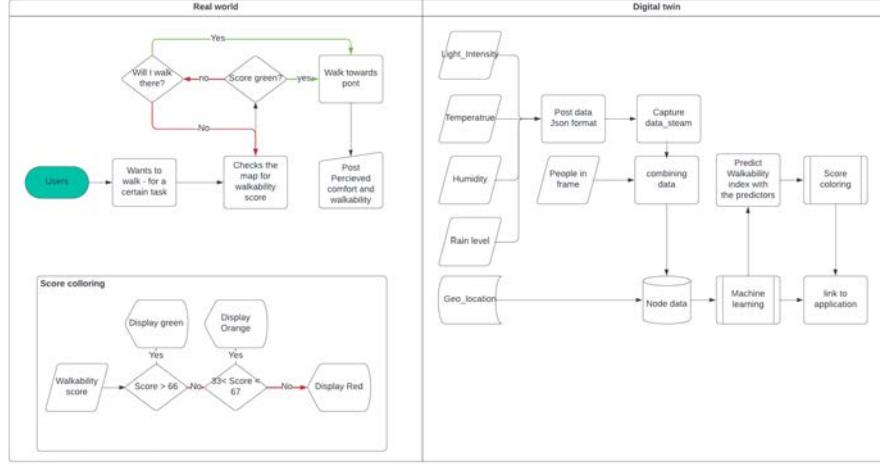 Real world
Digital twin
Yes
Will I walk
there?
no
Score green?
yes
Walk towards
pont
No
Users
Wants to
walk - for a
certain task
Checks the
map for
walkability
score
Post
Percieved
comfort and
walkability
Light_Intensity
Temperatrue
Humidity
Rain level
Geo_location
Post data
Json format
Capture
data_steam
People in
frame
combining
data
Predict
Walkability
index with
the predictors
Score
coloring
Node data
Machine
learning
link to
application
Score colloring
Display green
Display
Orange
Yes
Yes
Walkability
score
Score > 66
No
33< Score <
67
No
Display Red